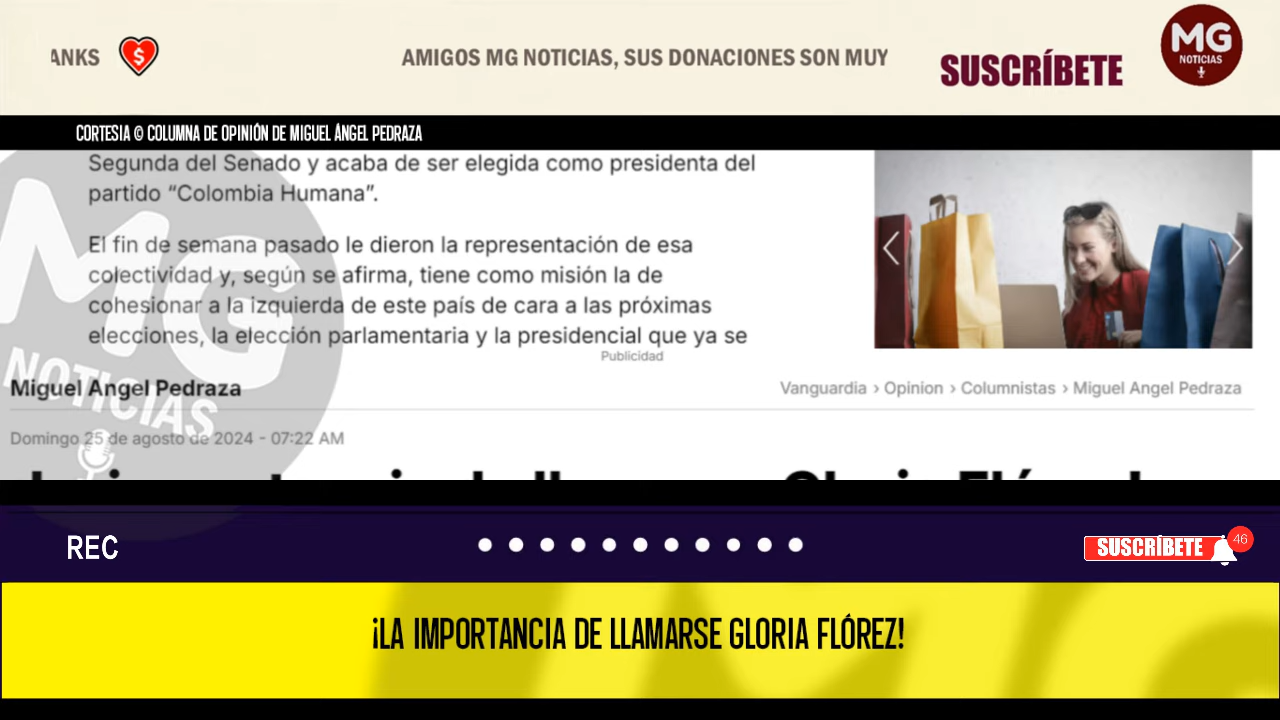 ANKS
AMIGOS MG NOTICIAS, SUS DONACIONES SON MUY
SUSCRÍBETE
MG
NOTICIAS
CORTESIA © COLUMNA DE OPINIÓN DE MIGUEL ÁNGEL PEDRAZA
Segunda del Senado y acaba de ser elegida como presidenta del
partido “Colombia Humana”.
El fin de semana pasado le dieron la representación de esa
colectividad y, según se afirma, tiene como misión la de
cohesionar a la izquierda de este país de cara a las próximas
elecciones, la elección parlamentaria y la presidencial que ya se
Publicidad
MG
NOTICIAS
Miguel Angel Pedraza
Vanguardia › Opinion › Columnistas › Miguel Angel Pedraza
Domingo 25 de agosto de 2024 - 07:22 AM
REC
SUSCRÍBETE
46
¡LA IMPORTANCIA DE LLAMARSE GLORIA FLÓREZ!